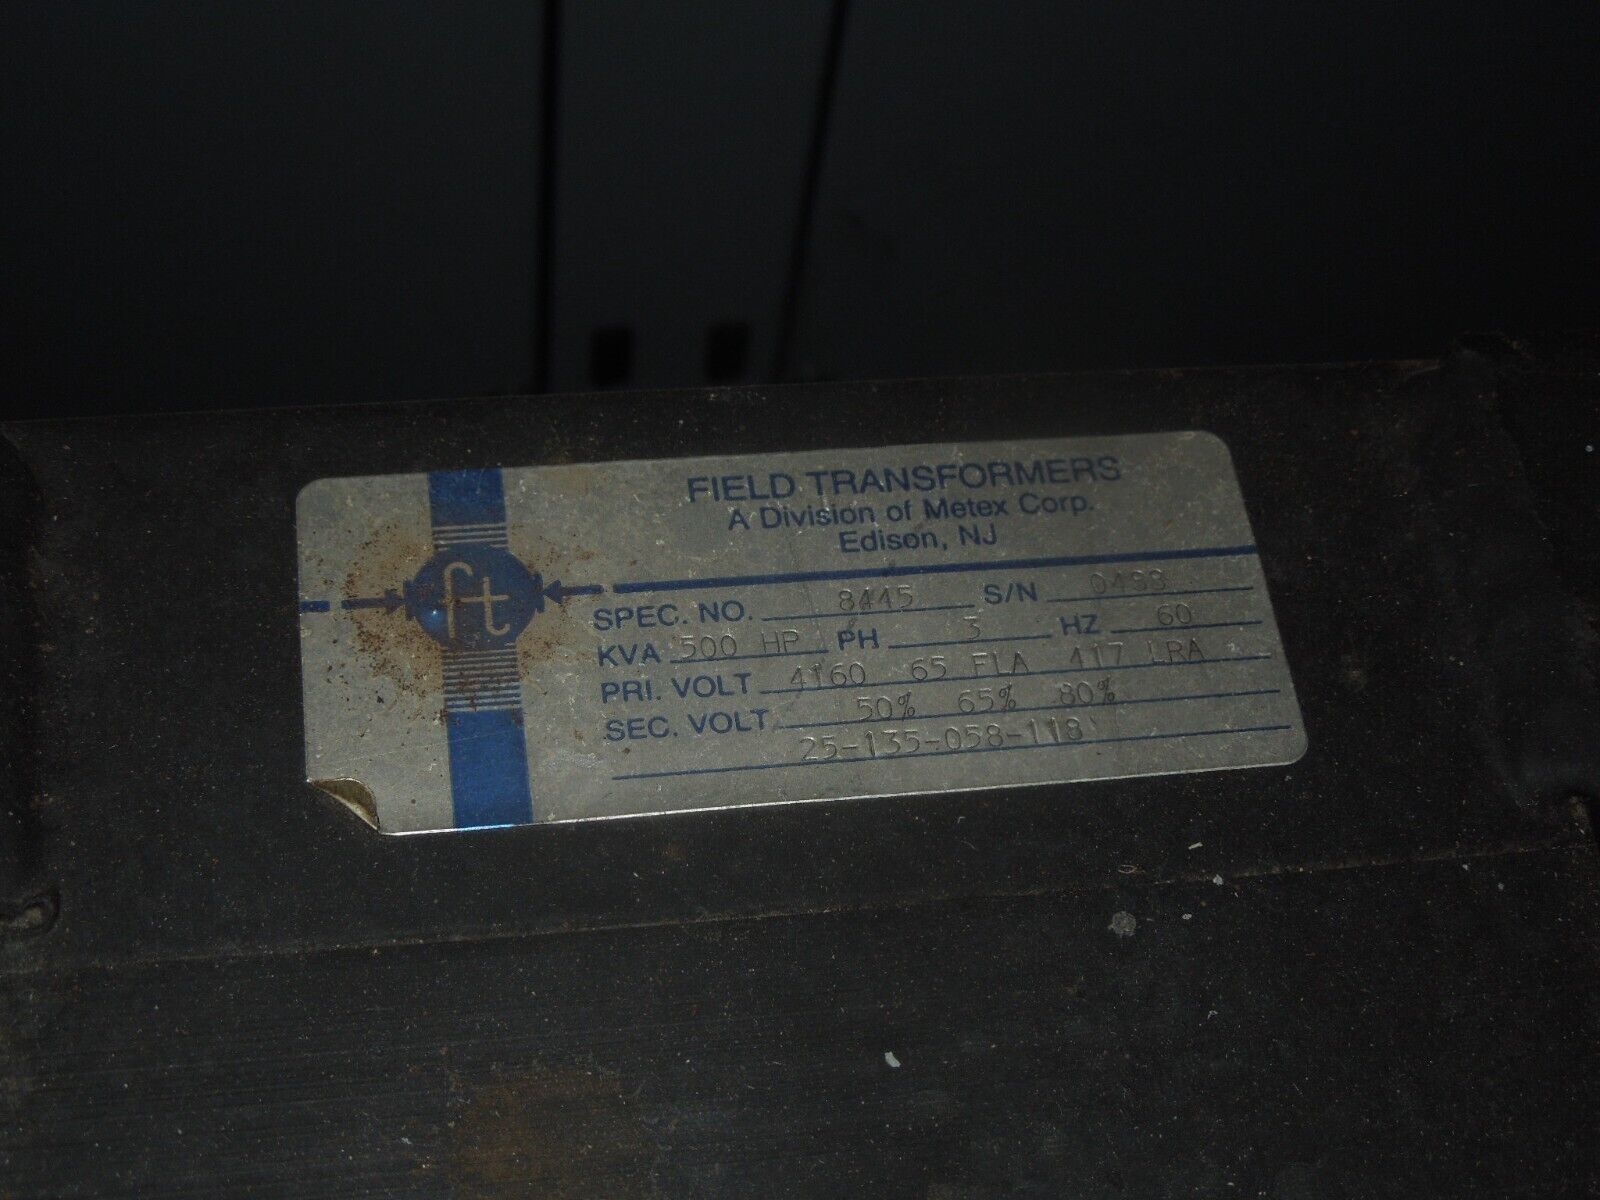 FIELD TRANSFORMERS
A Division of Metex Corp.
Edison, NJ
ft
SPEC. NO. 8445 S/N
KVA 500 HP PH 3 HZ 60
PRI. VOLT 4160 65 FLA 417 LRA
SEC. VOLT 50% 65% 80%
25-135-058-118